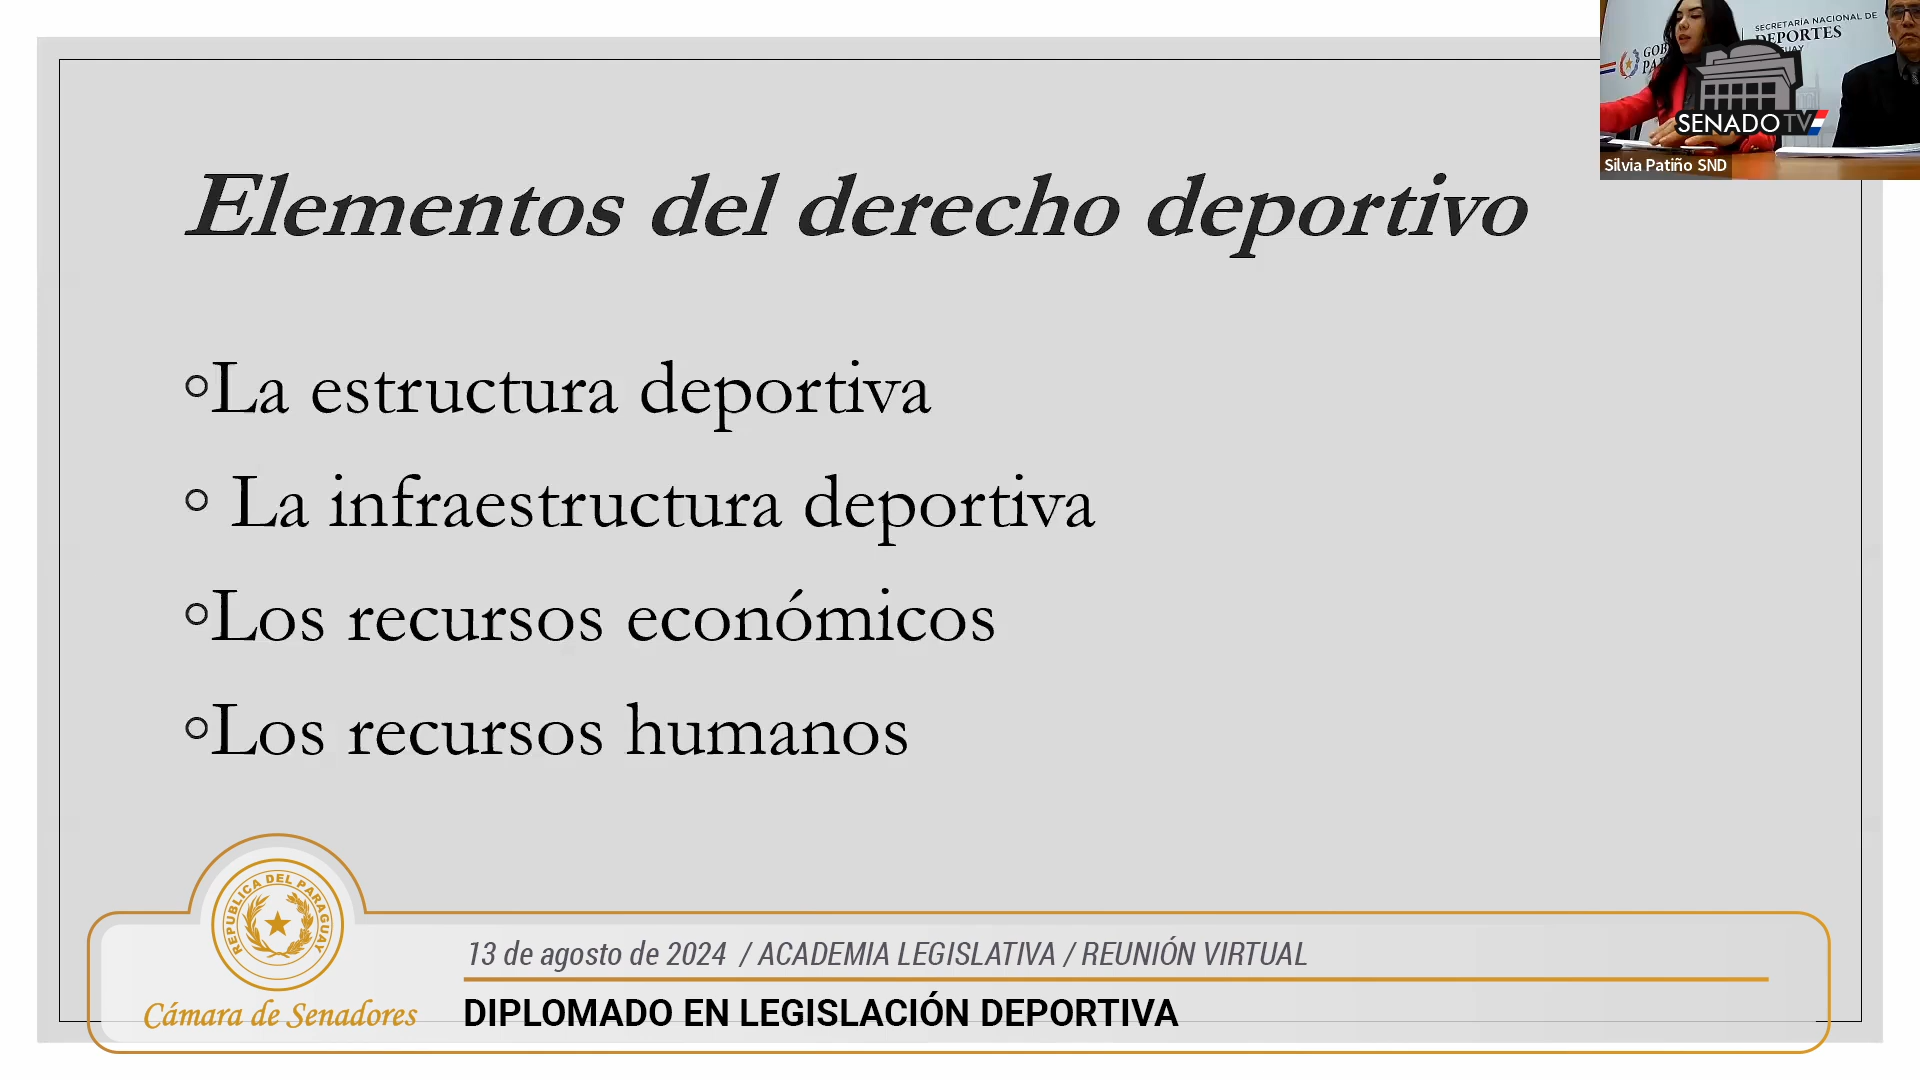 SECRETARÍA NACIONAL DE
DEPORTES
SENADO TV
Silvia Patiño SND
Elementos del derecho deportivo
La estructura deportiva
La infraestructura deportiva
Los recursos económicos
Los recursos humanos
REPUBLICA DEL PARAGUAY
Cámara de Senadores
13 de agosto de 2024 / ACADEMIA LEGISLATIVA / REUNIÓN VIRTUAL
DIPLOMADO EN LEGISLACIÓN DEPORTIVA